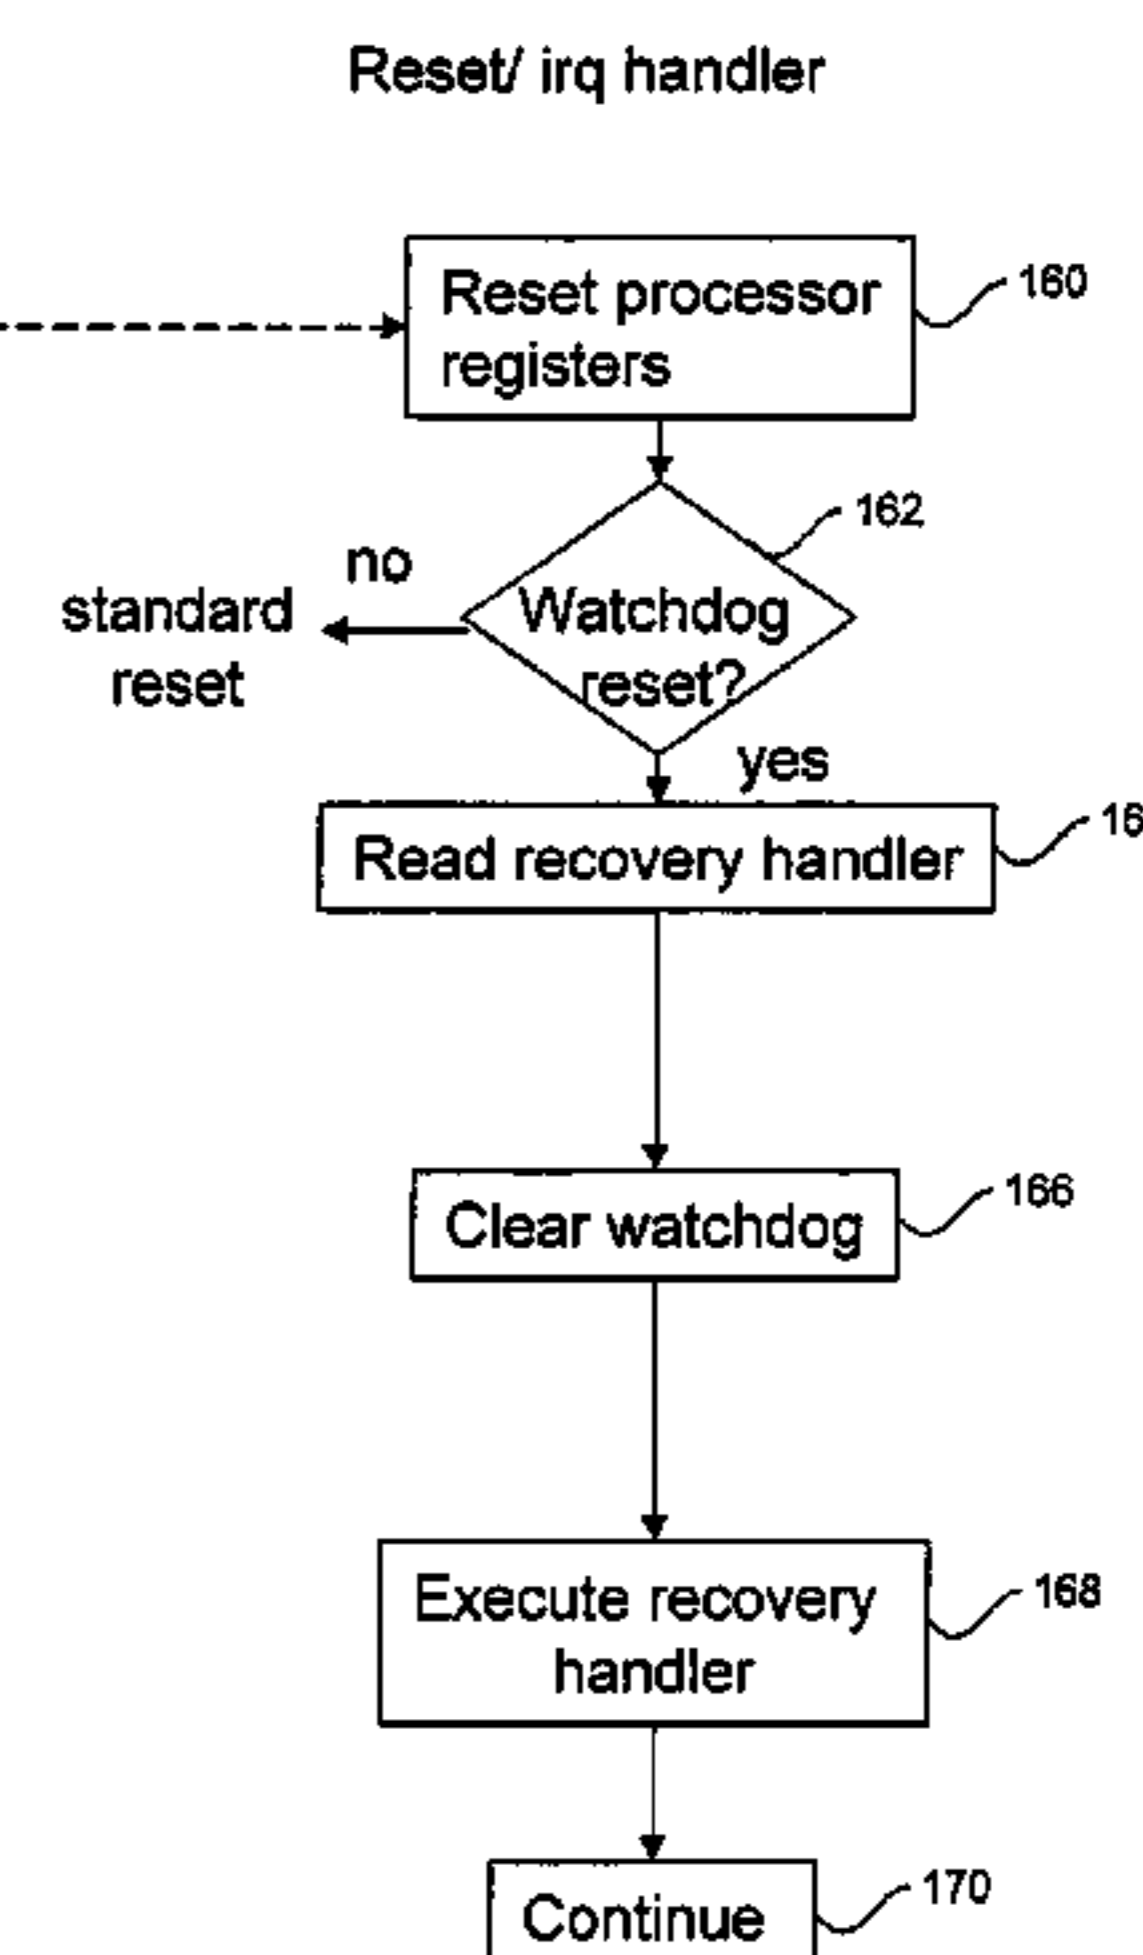 Reset/ irq handler
Reset processor
registers
160
162
no
standard
reset
Watchdog
reset?
yes
Read recovery handler
16
Clear watchdog
166
Execute recovery
handler
168
Continue
170